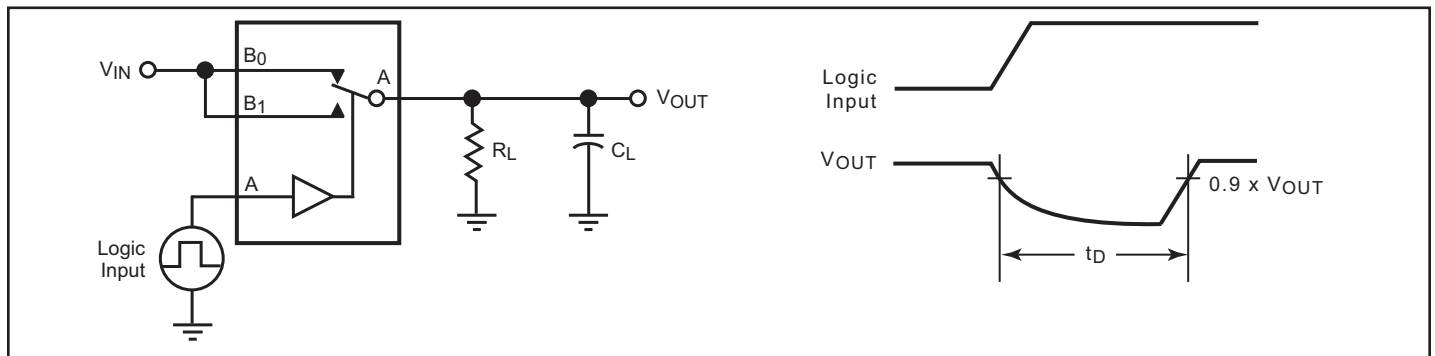 VIN
B0
B1
A
A
Logic
Input
RL
CL
VOUT
Logic
Input
VOUT
0.9 x VOUT
tD